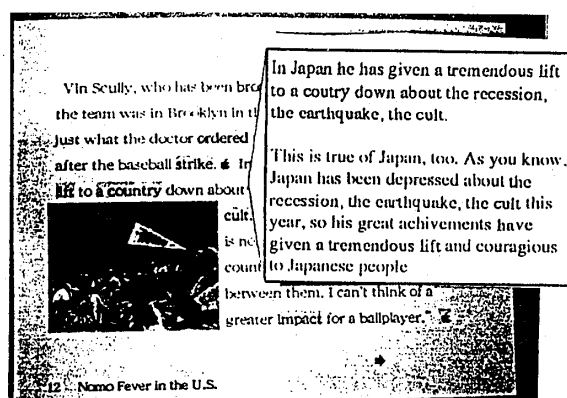 Vin Scully, who has been bro
the team was in Brooklyn in t
Just what the doctor ordered
after the baseball strike. In
lift to a country down about
cult.
is no
count
between them. I can't think of a
greater impact for a ballplayer."
In Japan he has given a tremendous lift
to a coutry down about the recession,
the earthquake, the cult.
This is true of Japan, too. As you know,
Japan has been depressed about the
recession, the earthquake, the cult this
year, so his great achivements have
given a tremendous lift and couragious
to Japanese people
12 Nomo Fever in the U.S.